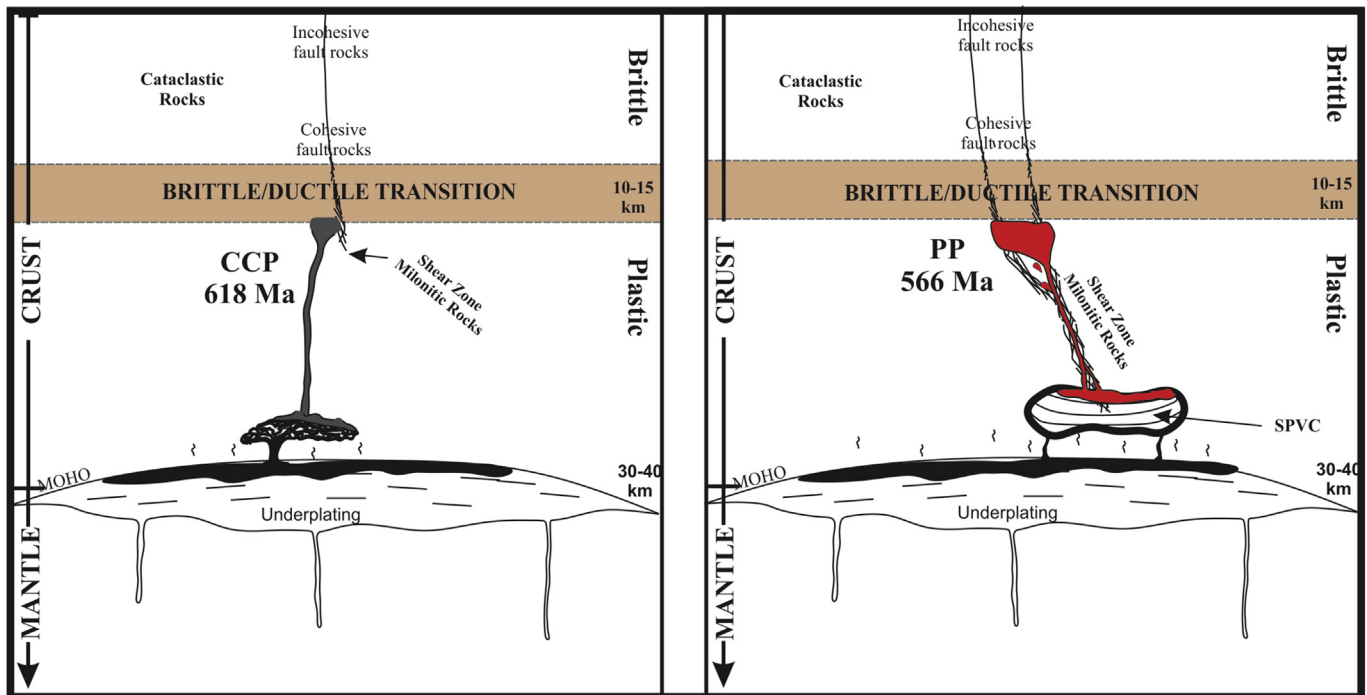 Incohesive
fault rocks
Cataclastic
Rocks
Brittle
Cohesive
fault rocks
BRITTLE/DUCTILE TRANSITION
10-15
km
CCP
618 Ma
Shear Zone
Milonitic Rocks
CRUST
Plastic
MOHO
30-40
km
Underplating
MANTLE
Incohesive
fault rocks
Cataclastic
Rocks
Brittle
Cohesive
fault rocks
BRITTLE/DUCTILE TRANSITION
10-15
km
PP
566 Ma
Shear Zone
Milonitic Rocks
CRUST
Plastic
SPVC
MOHO
30-40
km
Underplating
MANTLE